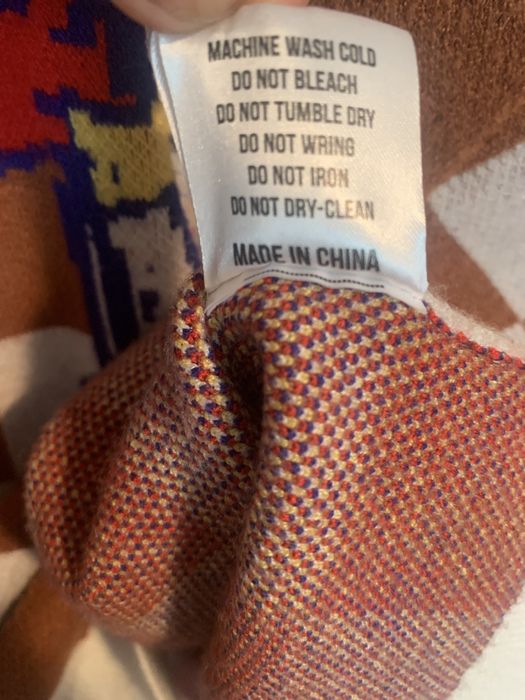 MACHINE WASH COLD
DO NOT BLEACH
DO NOT TUMBLE DRY
DO NOT WRING
DO NOT IRON
DO NOT DRY-CLEAN
MADE IN CHINA